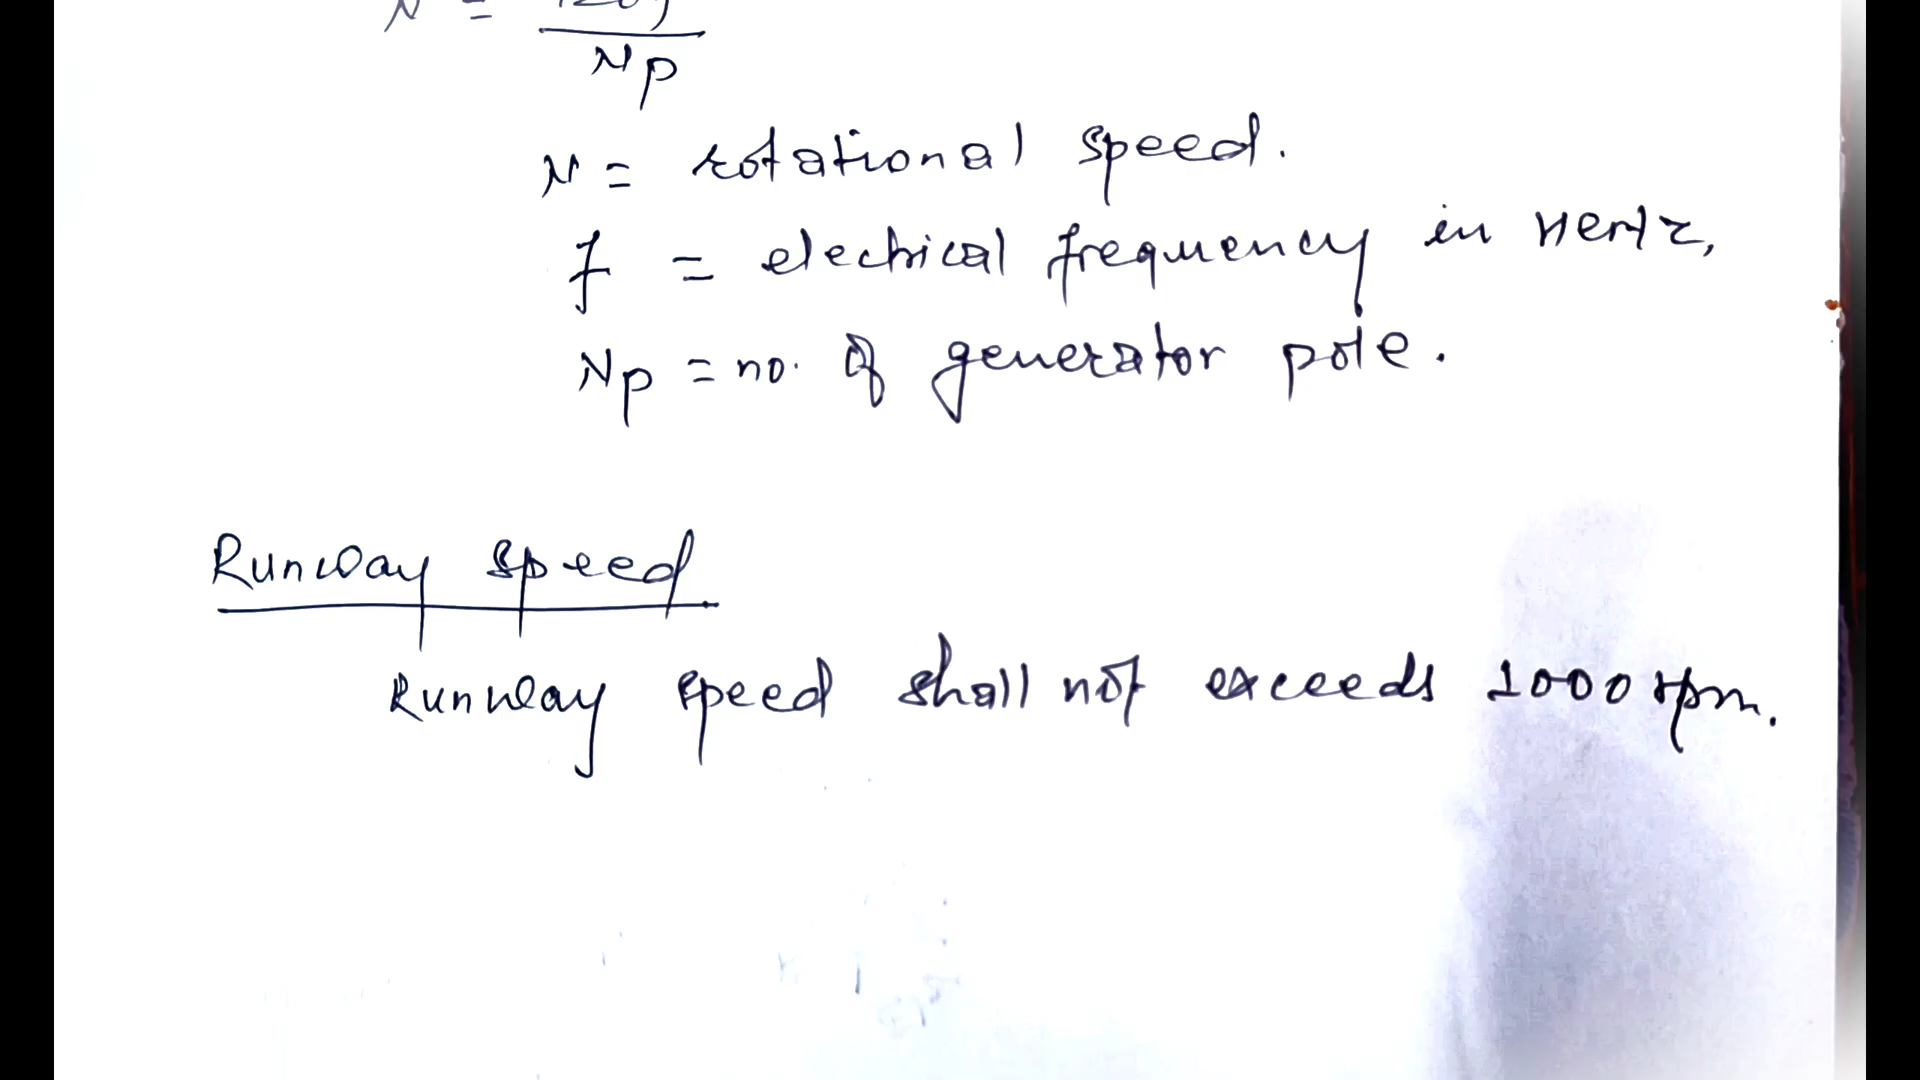 N =
Np
N = rotational speed.
f = electrical frequency in Hertz,
Np = no. of generator pole.
Runway speed
Runway speed shall not exceeds 1000 rpm.